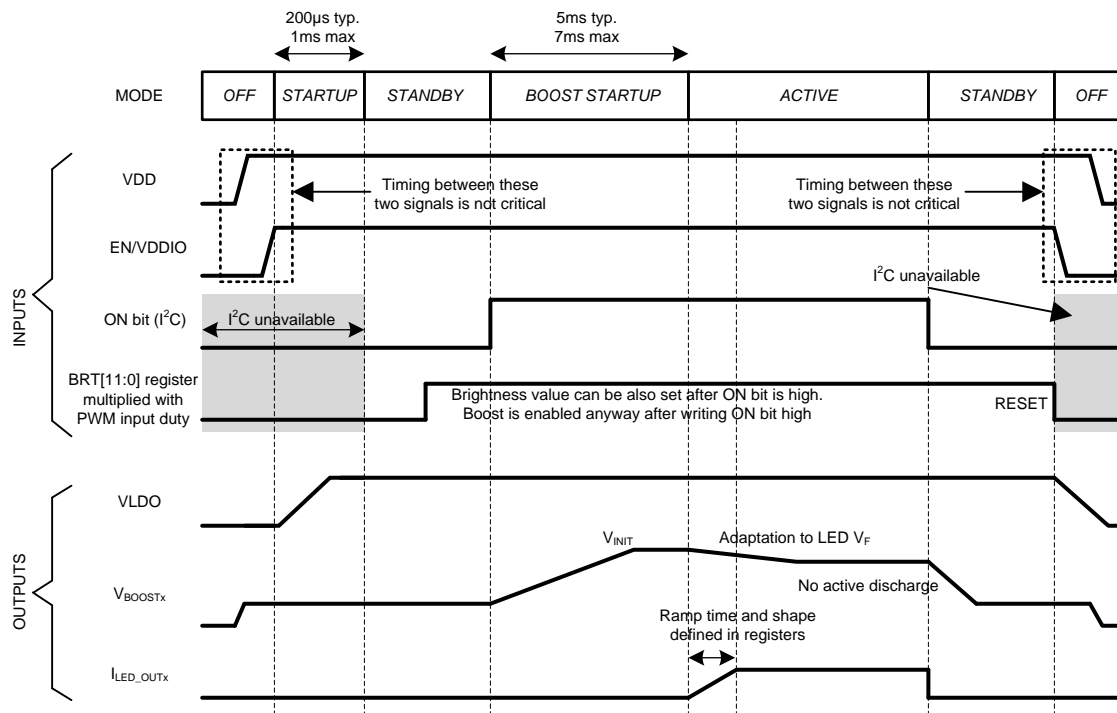 200µs typ.
1ms max
5ms typ.
7ms max
MODE
OFF
STARTUP
STANDBY
BOOST STARTUP
ACTIVE
STANDBY
OFF
INPUTS
VDD
Timing between these
two signals is not critical
Timing between these
two signals is not critical
EN/VDDIO
I²C unavailable
ON bit (I²C)
I²C unavailable
BRT[11:0] register
multiplied with
PWM input duty
Brightness value can be also set after ON bit is high.
Boost is enabled anyway after writing ON bit high
RESET
OUTPUTS
VLDO
V_INIT
Adaptation to LED V_F
V_BOOSTx
No active discharge
Ramp time and shape
defined in registers
I_LED_OUTx